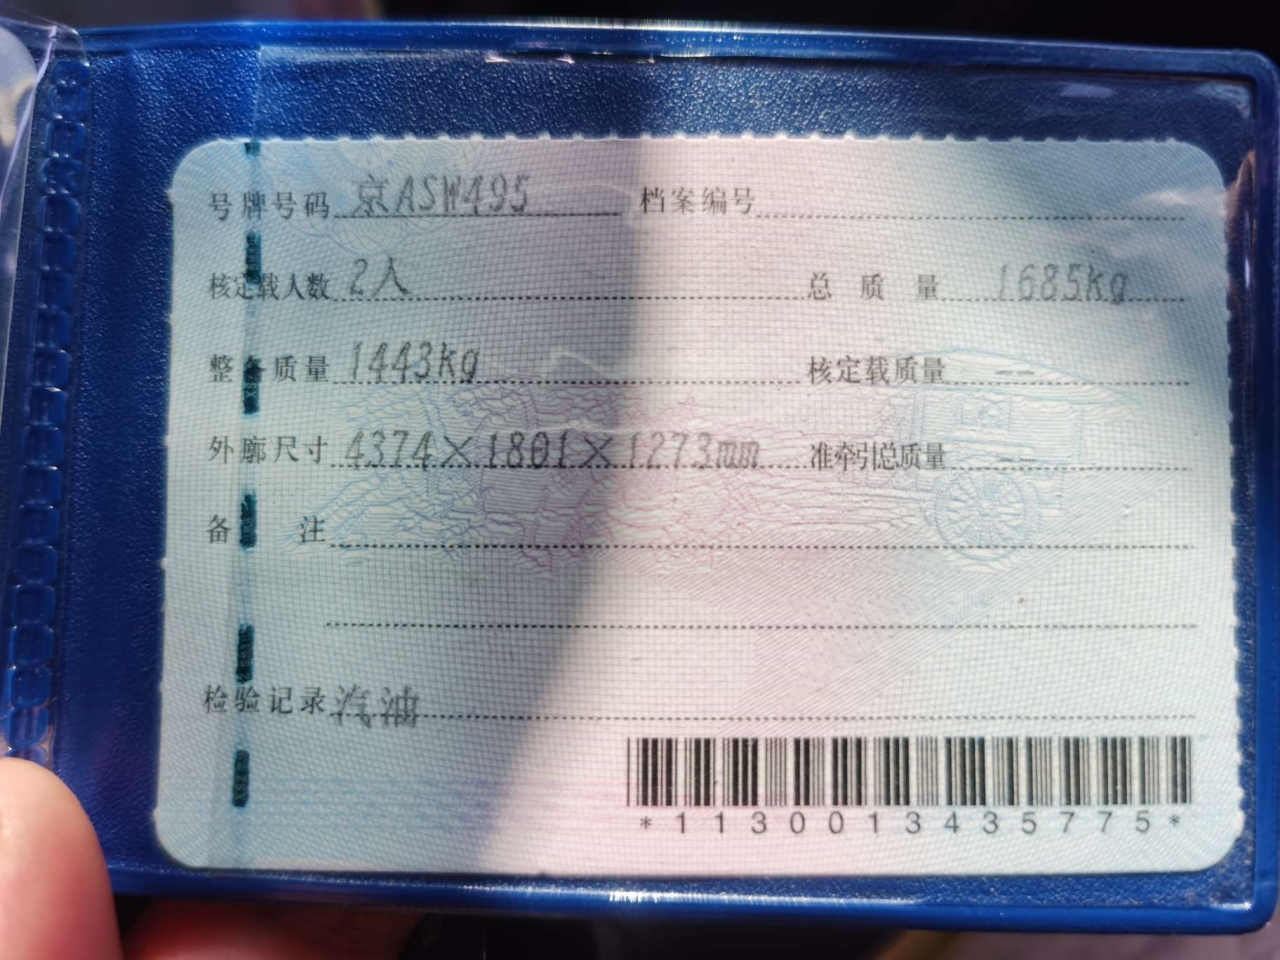 号牌号码 京ASW495 档案编号
核定载人数 2人 总质量 1685kg
整备质量 1443kg 核定载质量 --
外廓尺寸 4374×1801×1273mm 准牵引总质量 --
备注
检验记录 汽油
*1130013435775*